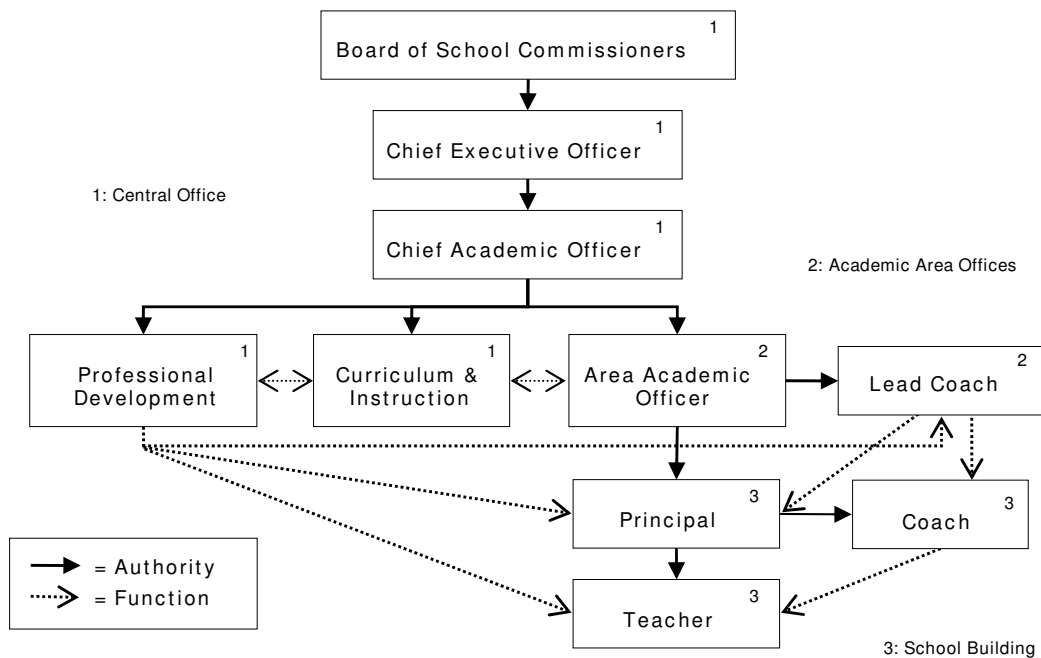 1
Board of School Commissioners
1
Chief Executive Officer
1: Central Office
1
Chief Academic Officer
2: Academic Area Offices
1
Professional
Development
1
Curriculum &
Instruction
2
Area Academic
Officer
2
Lead Coach
3
Principal
3
Coach
= Authority
= Function
3
Teacher
3: School Building